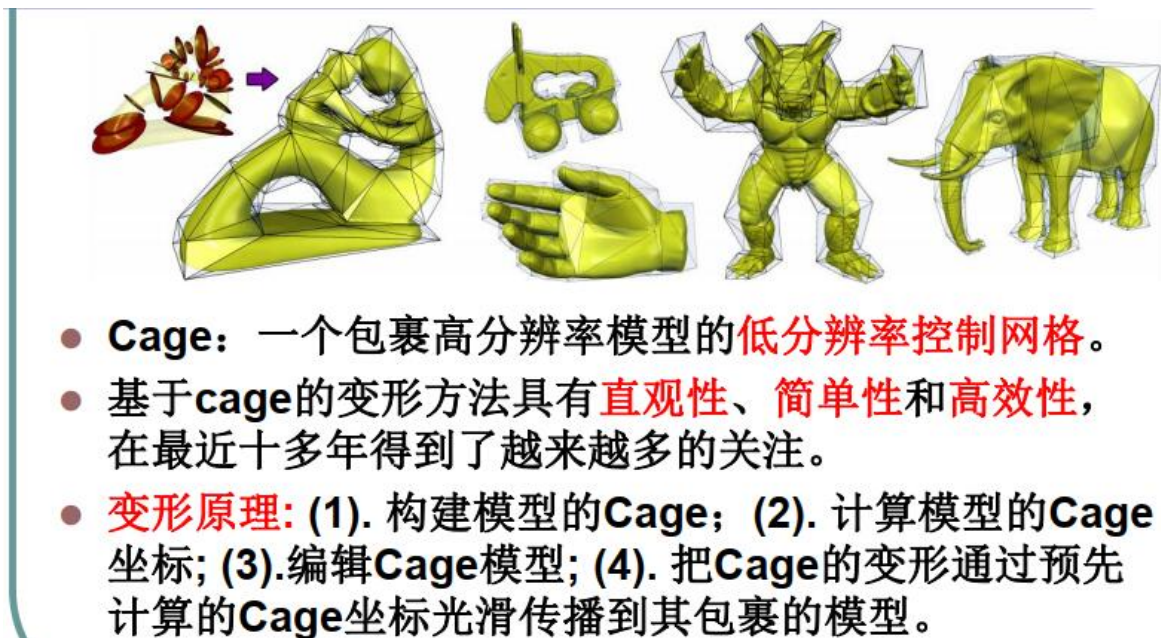 Cage：一个包裹高分辨率模型的低分辨率控制网格。
基于cage的变形方法具有直观性、简单性和高效性，
在最近十多年得到了越来越多的关注。
变形原理: (1). 构建模型的Cage；(2). 计算模型的Cage
坐标; (3).编辑Cage模型; (4). 把Cage的变形通过预先
计算的Cage坐标光滑传播到其包裹的模型。